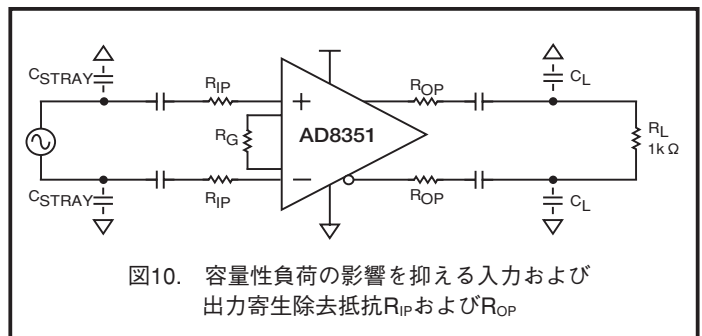 CSTRAY
RIP
ROP
CL
+
RG
AD8351
RL
1kΩ
−
CSTRAY
RIP
ROP
CL
図10. 容量性負荷の影響を抑える入力および
出力寄生除去抵抗RIPおよびROP